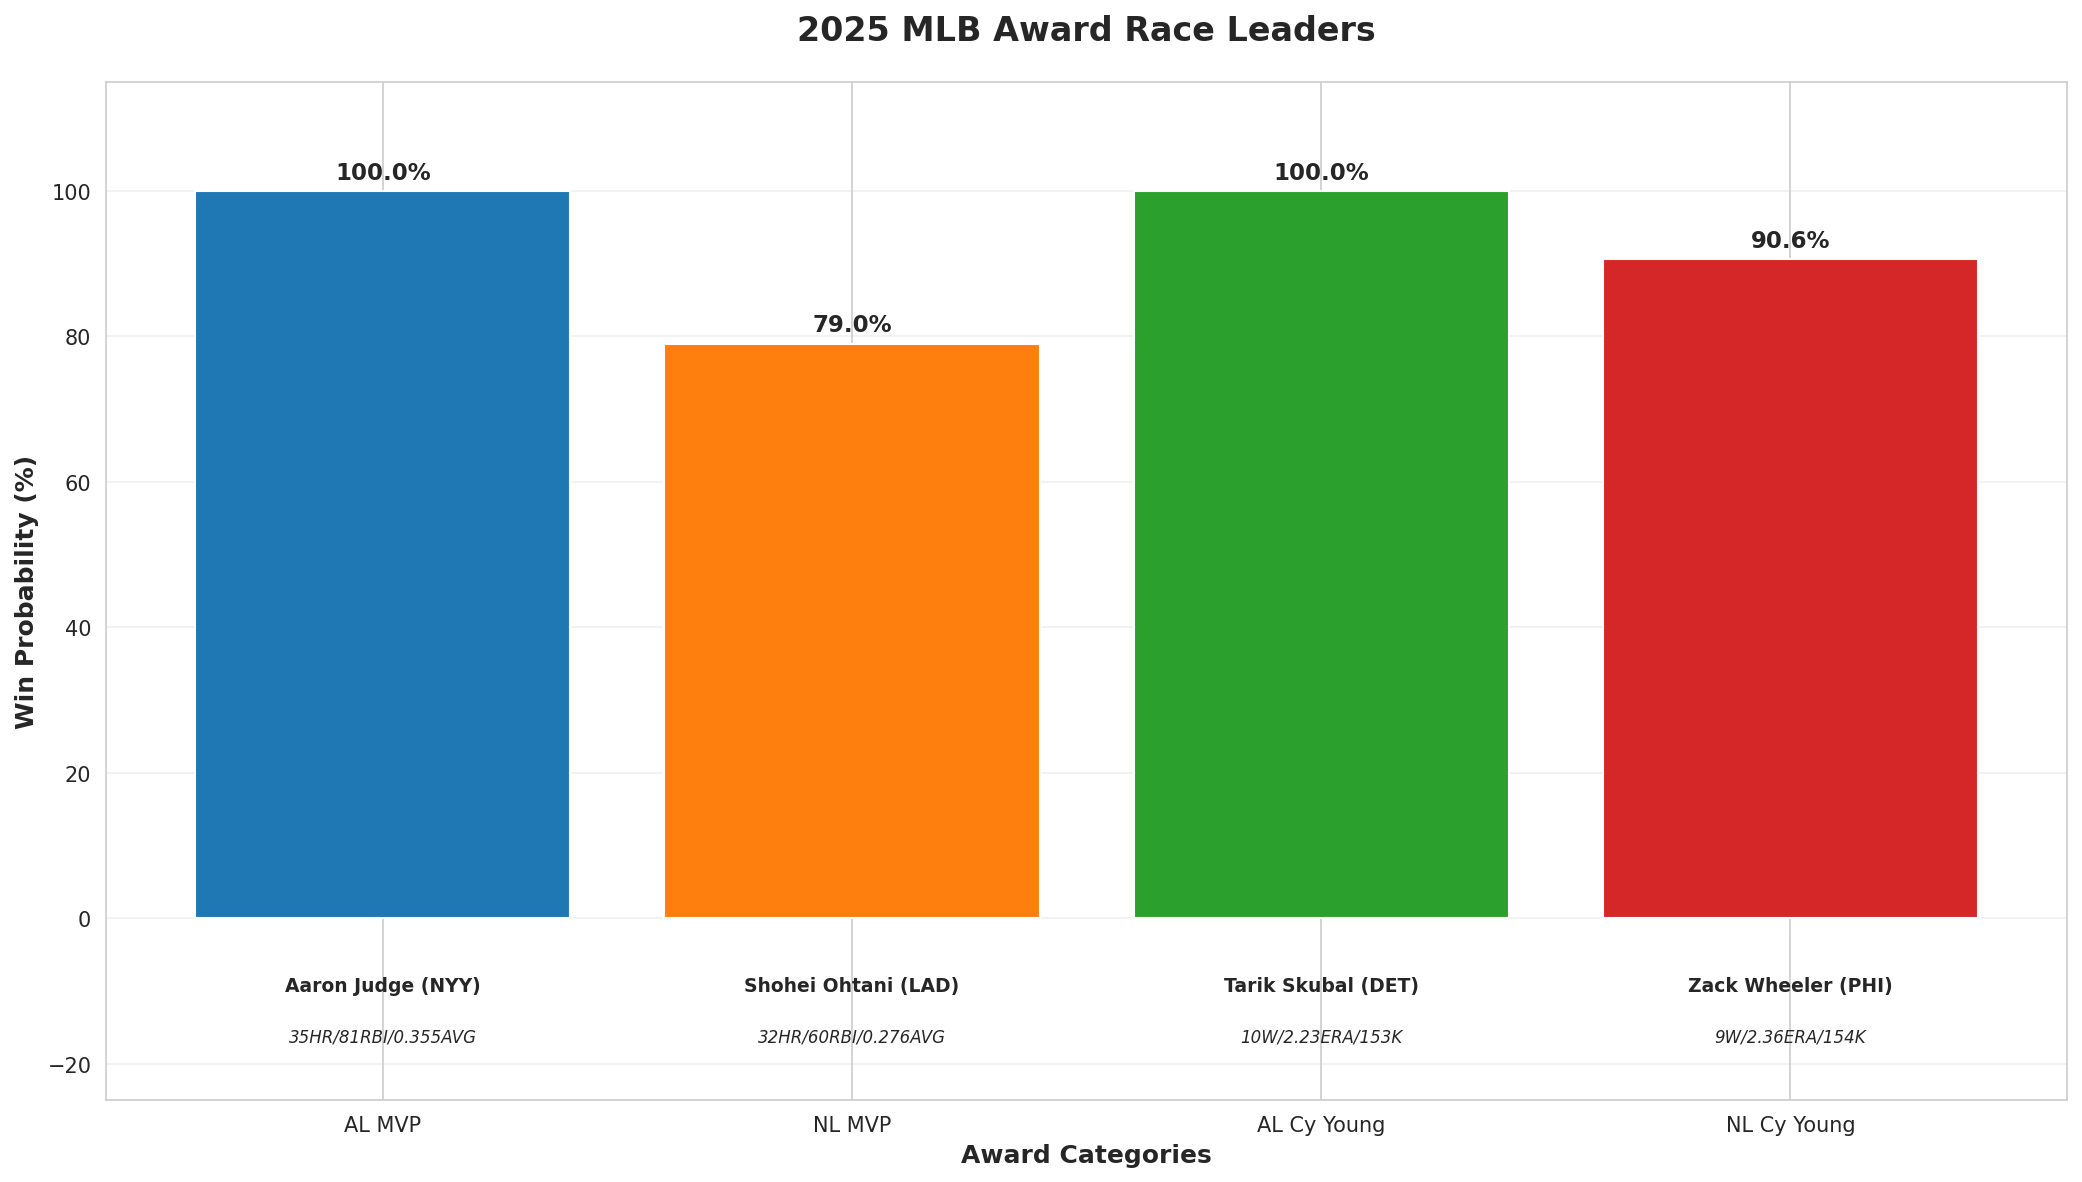 2025 MLB Award Race Leaders
Win Probability (%)
100
80
60
40
20
0
−20
100.0%
79.0%
100.0%
90.6%
Aaron Judge (NYY)
35HR/81RBI/0.355AVG
Shohei Ohtani (LAD)
32HR/60RBI/0.276AVG
Tarik Skubal (DET)
10W/2.23ERA/153K
Zack Wheeler (PHI)
9W/2.36ERA/154K
AL MVP
NL MVP
AL Cy Young
NL Cy Young
Award Categories